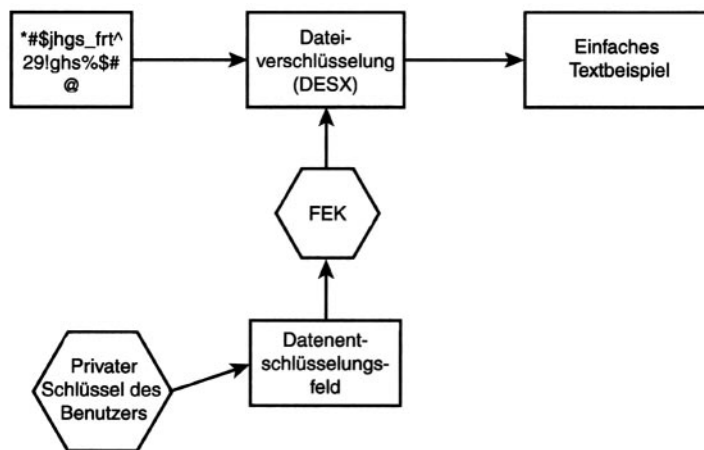 *#$jhgs_frt^
29!ghs%$#
@
Datei-
verschlüsselung
(DESX)
Einfaches
Textbeispiel
FEK
Datenent-
schlüsselungs-
feld
Privater
Schlüssel des
Benutzers